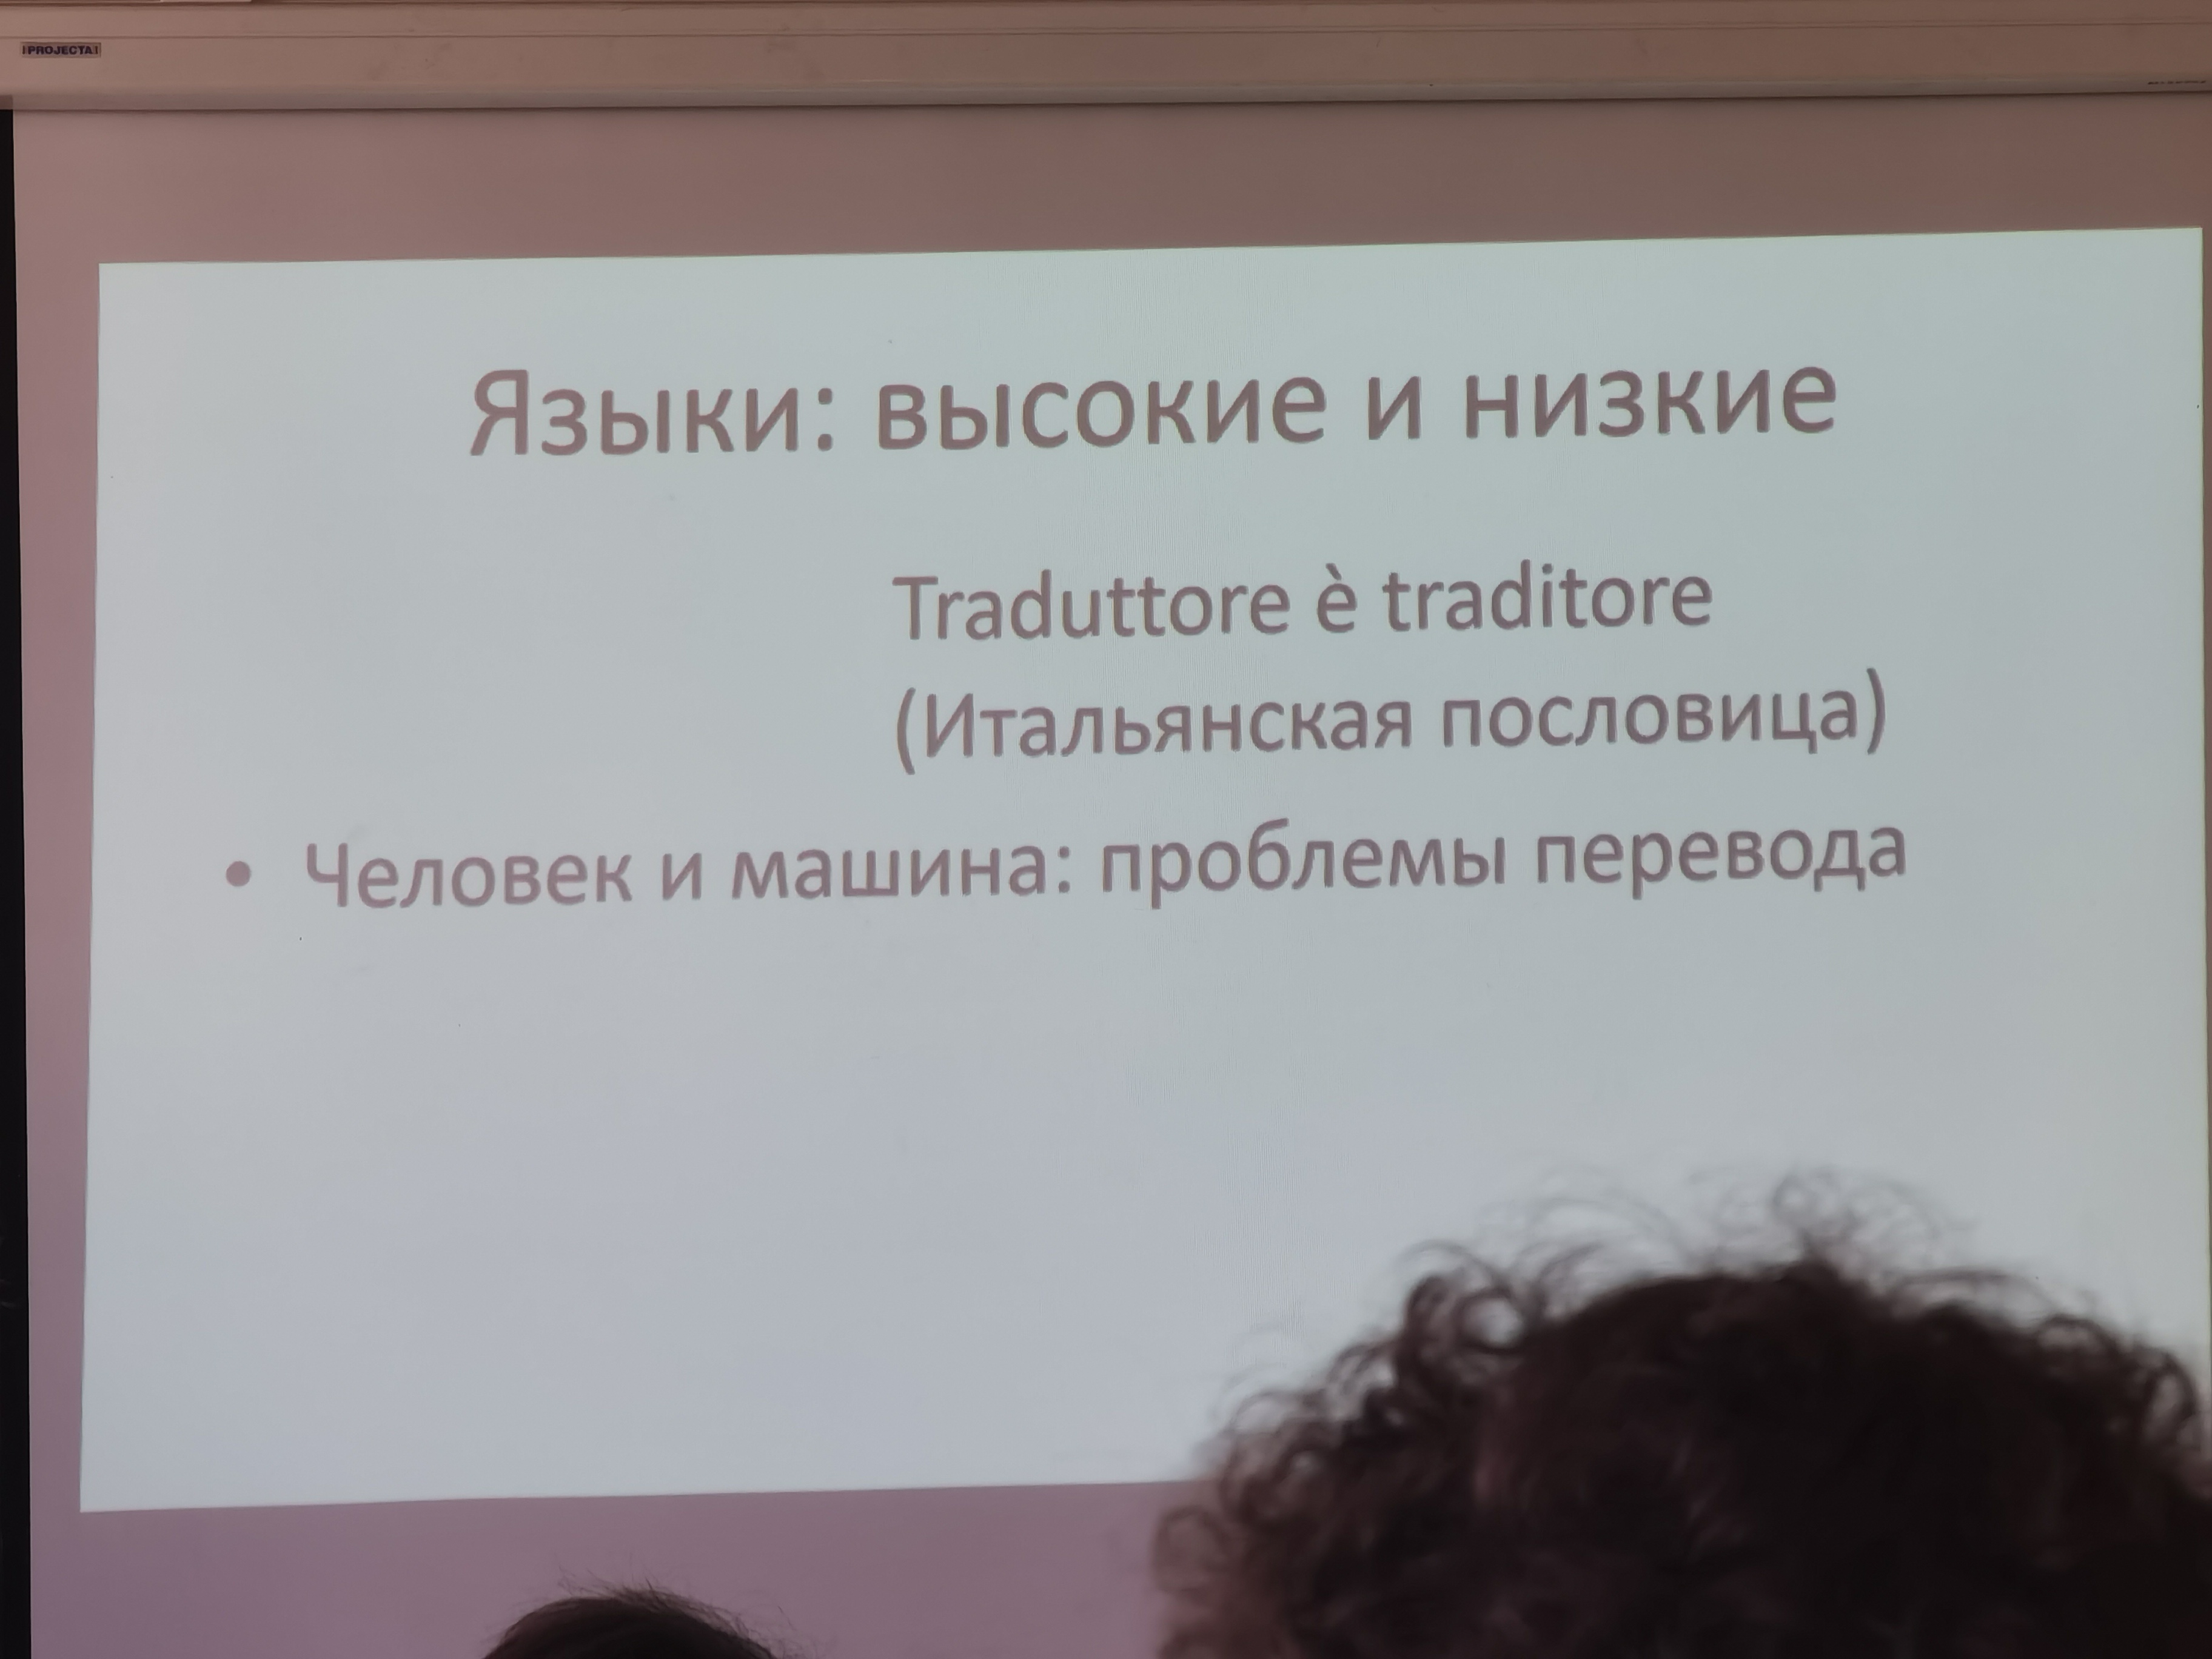 PROJECTA
Языки: высокие и низкие
Traduttore è traditore
(Итальянская пословица)
• Человек и машина: проблемы перевода